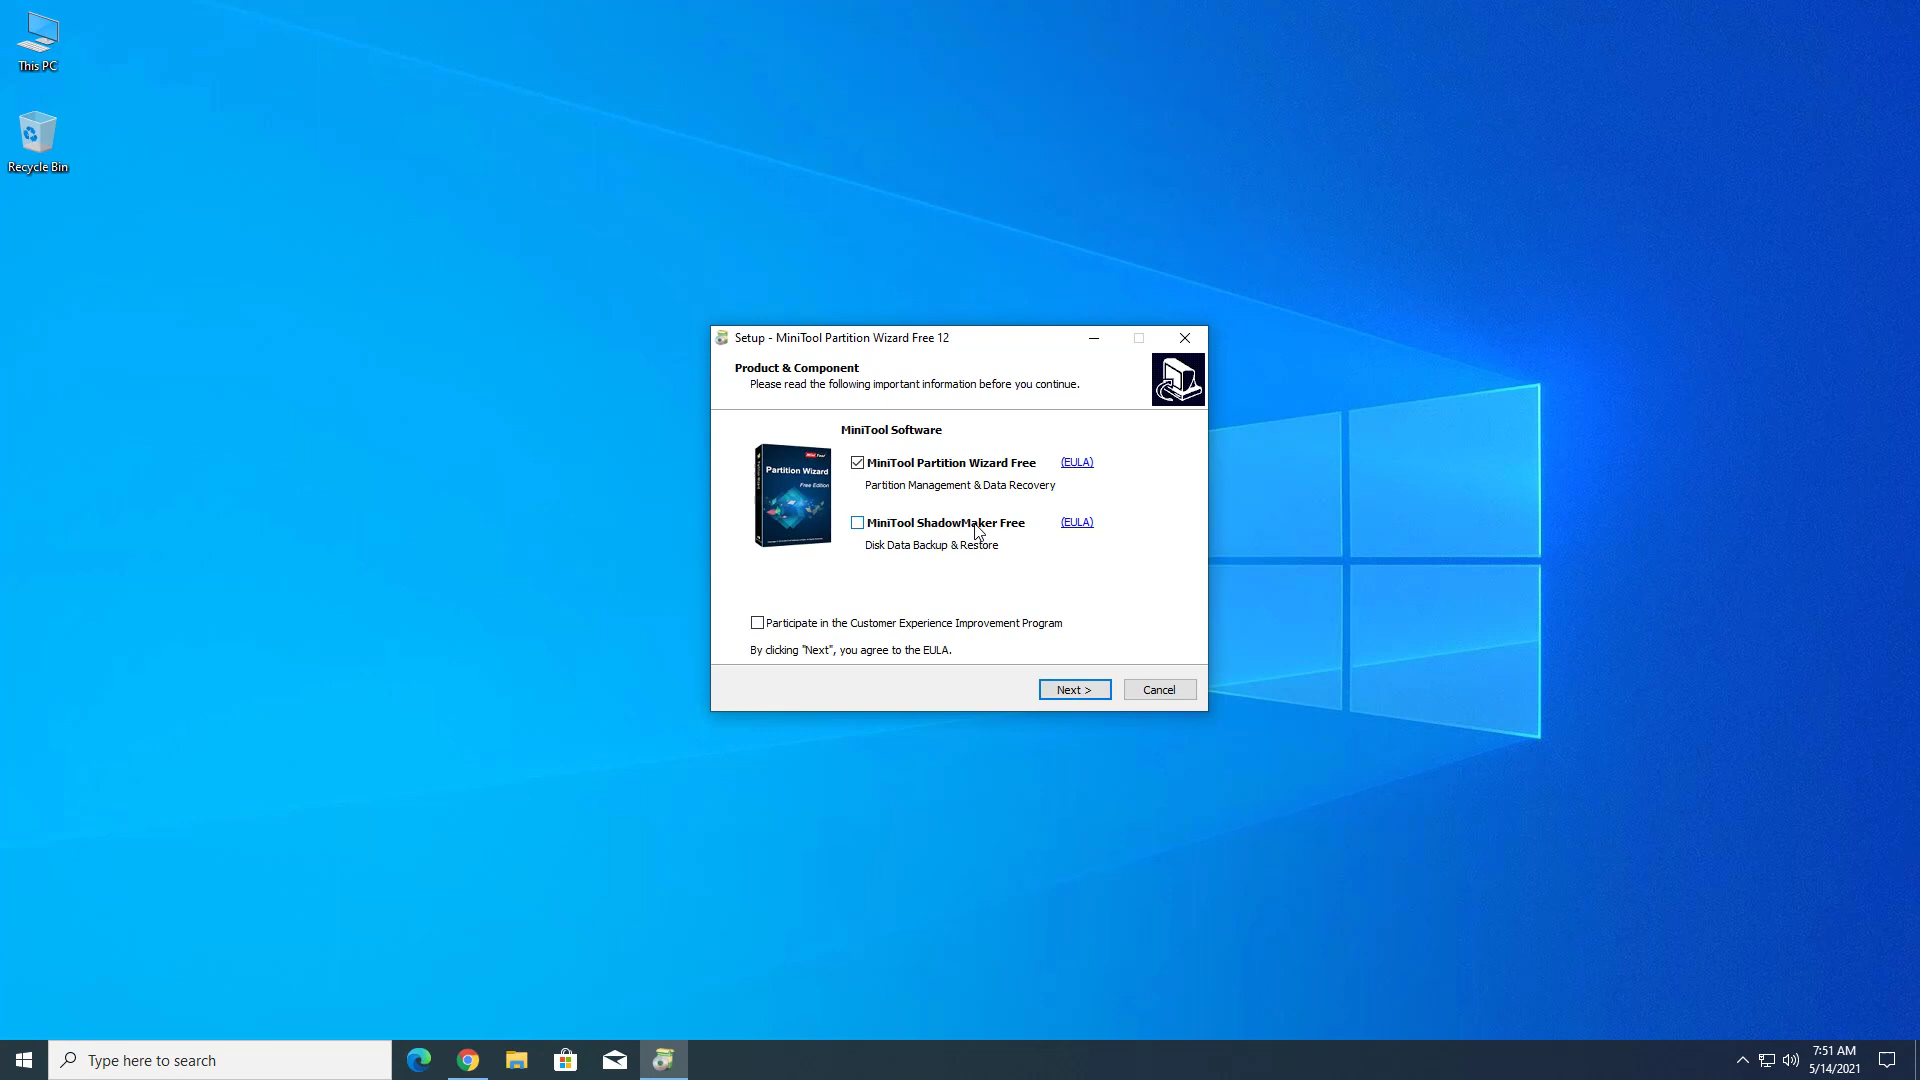 This PC
Recycle Bin
Setup - MiniTool Partition Wizard Free 12
Product & Component
Please read the following important information before you continue.
MiniTool Software
Partition Wizard
Free Edition
MiniTool Partition Wizard Free (EULA)
Partition Management & Data Recovery
MiniTool ShadowMaker Free (EULA)
Disk Data Backup & Restore
Participate in the Customer Experience Improvement Program
By clicking "Next", you agree to the EULA.
Next >
Cancel
Type here to search
7:51 AM
5/14/2021